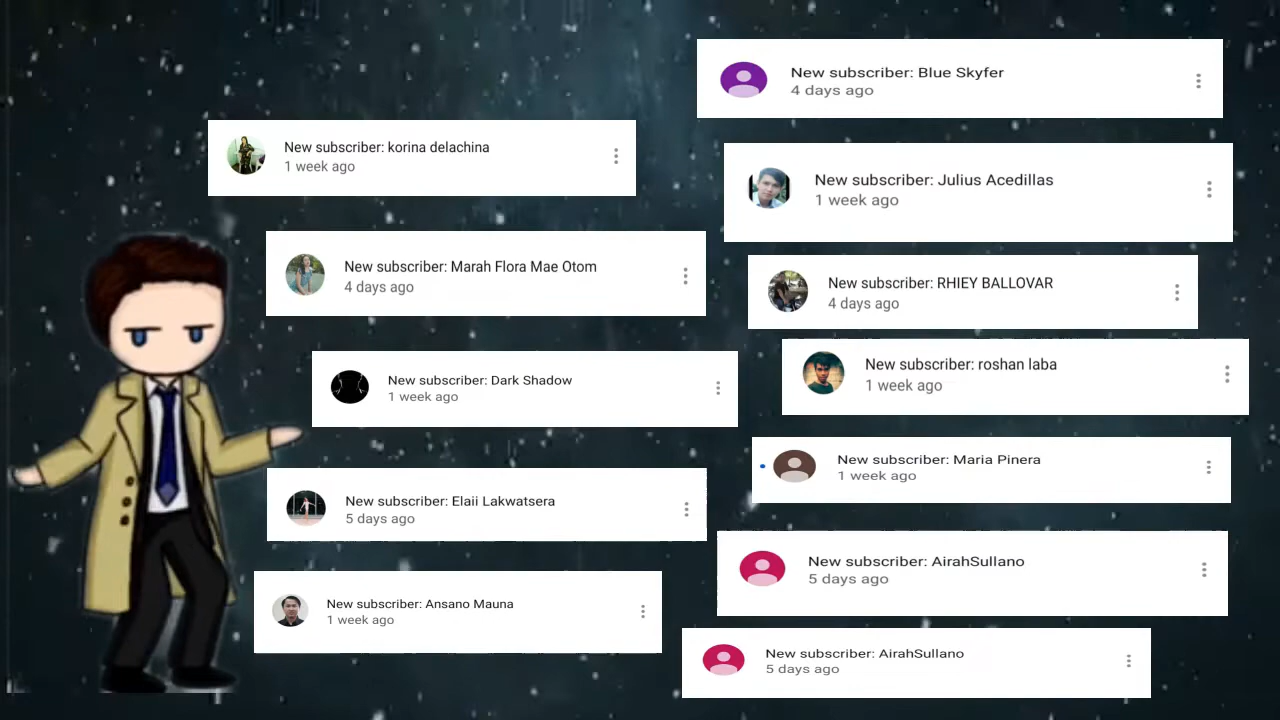 New subscriber: korina delachina
1 week ago
New subscriber: Marah Flora Mae Otom
4 days ago
New subscriber: Dark Shadow
1 week ago
New subscriber: Elaii Lakwatsera
5 days ago
New subscriber: Ansano Mauna
1 week ago
New subscriber: Blue Skyfer
4 days ago
New subscriber: Julius Acedillas
1 week ago
New subscriber: RHIEY BALLOVAR
4 days ago
New subscriber: roshan laba
1 week ago
New subscriber: Maria Pinera
1 week ago
New subscriber: AirahSullano
5 days ago
New subscriber: AirahSullano
5 days ago